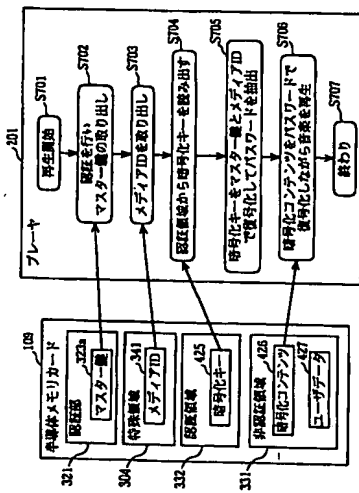 プレーヤ
201
再生開始
S701
認証を行い
マスター鍵の取り出し
S702
メディアIDを取り出し
S703
認証領域から暗号化キーを読み出す
S704
暗号化キーをマスター鍵とメディアID
で復号化してパスワードを抽出
S705
暗号化コンテンツをパスワードで
復号化しながら音楽を再生
S706
終わり
S707
半導体メモリカード
109
認証部
321
マスター鍵
323a
特殊領域
304
メディアID
341
認証領域
332
暗号化キー
425
非認証領域
331
暗号化コンテンツ
426
ユーザデータ
427